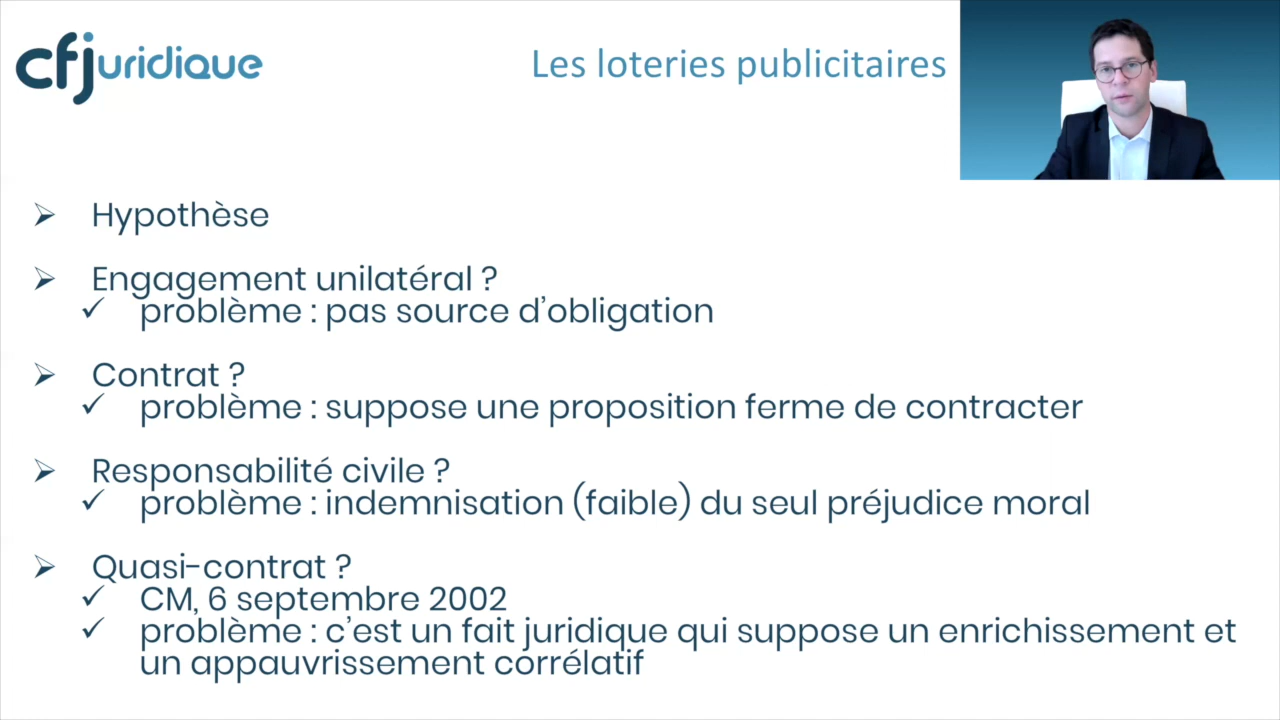 cfjuridique
Les loteries publicitaires
➢ Hypothèse
➢ Engagement unilatéral ?
✓ problème : pas source d’obligation
➢ Contrat ?
✓ problème : suppose une proposition ferme de contracter
➢ Responsabilité civile ?
✓ problème : indemnisation (faible) du seul préjudice moral
➢ Quasi-contrat ?
✓ CM, 6 septembre 2002
✓ problème : c’est un fait juridique qui suppose un enrichissement et
un appauvrissement corrélatif